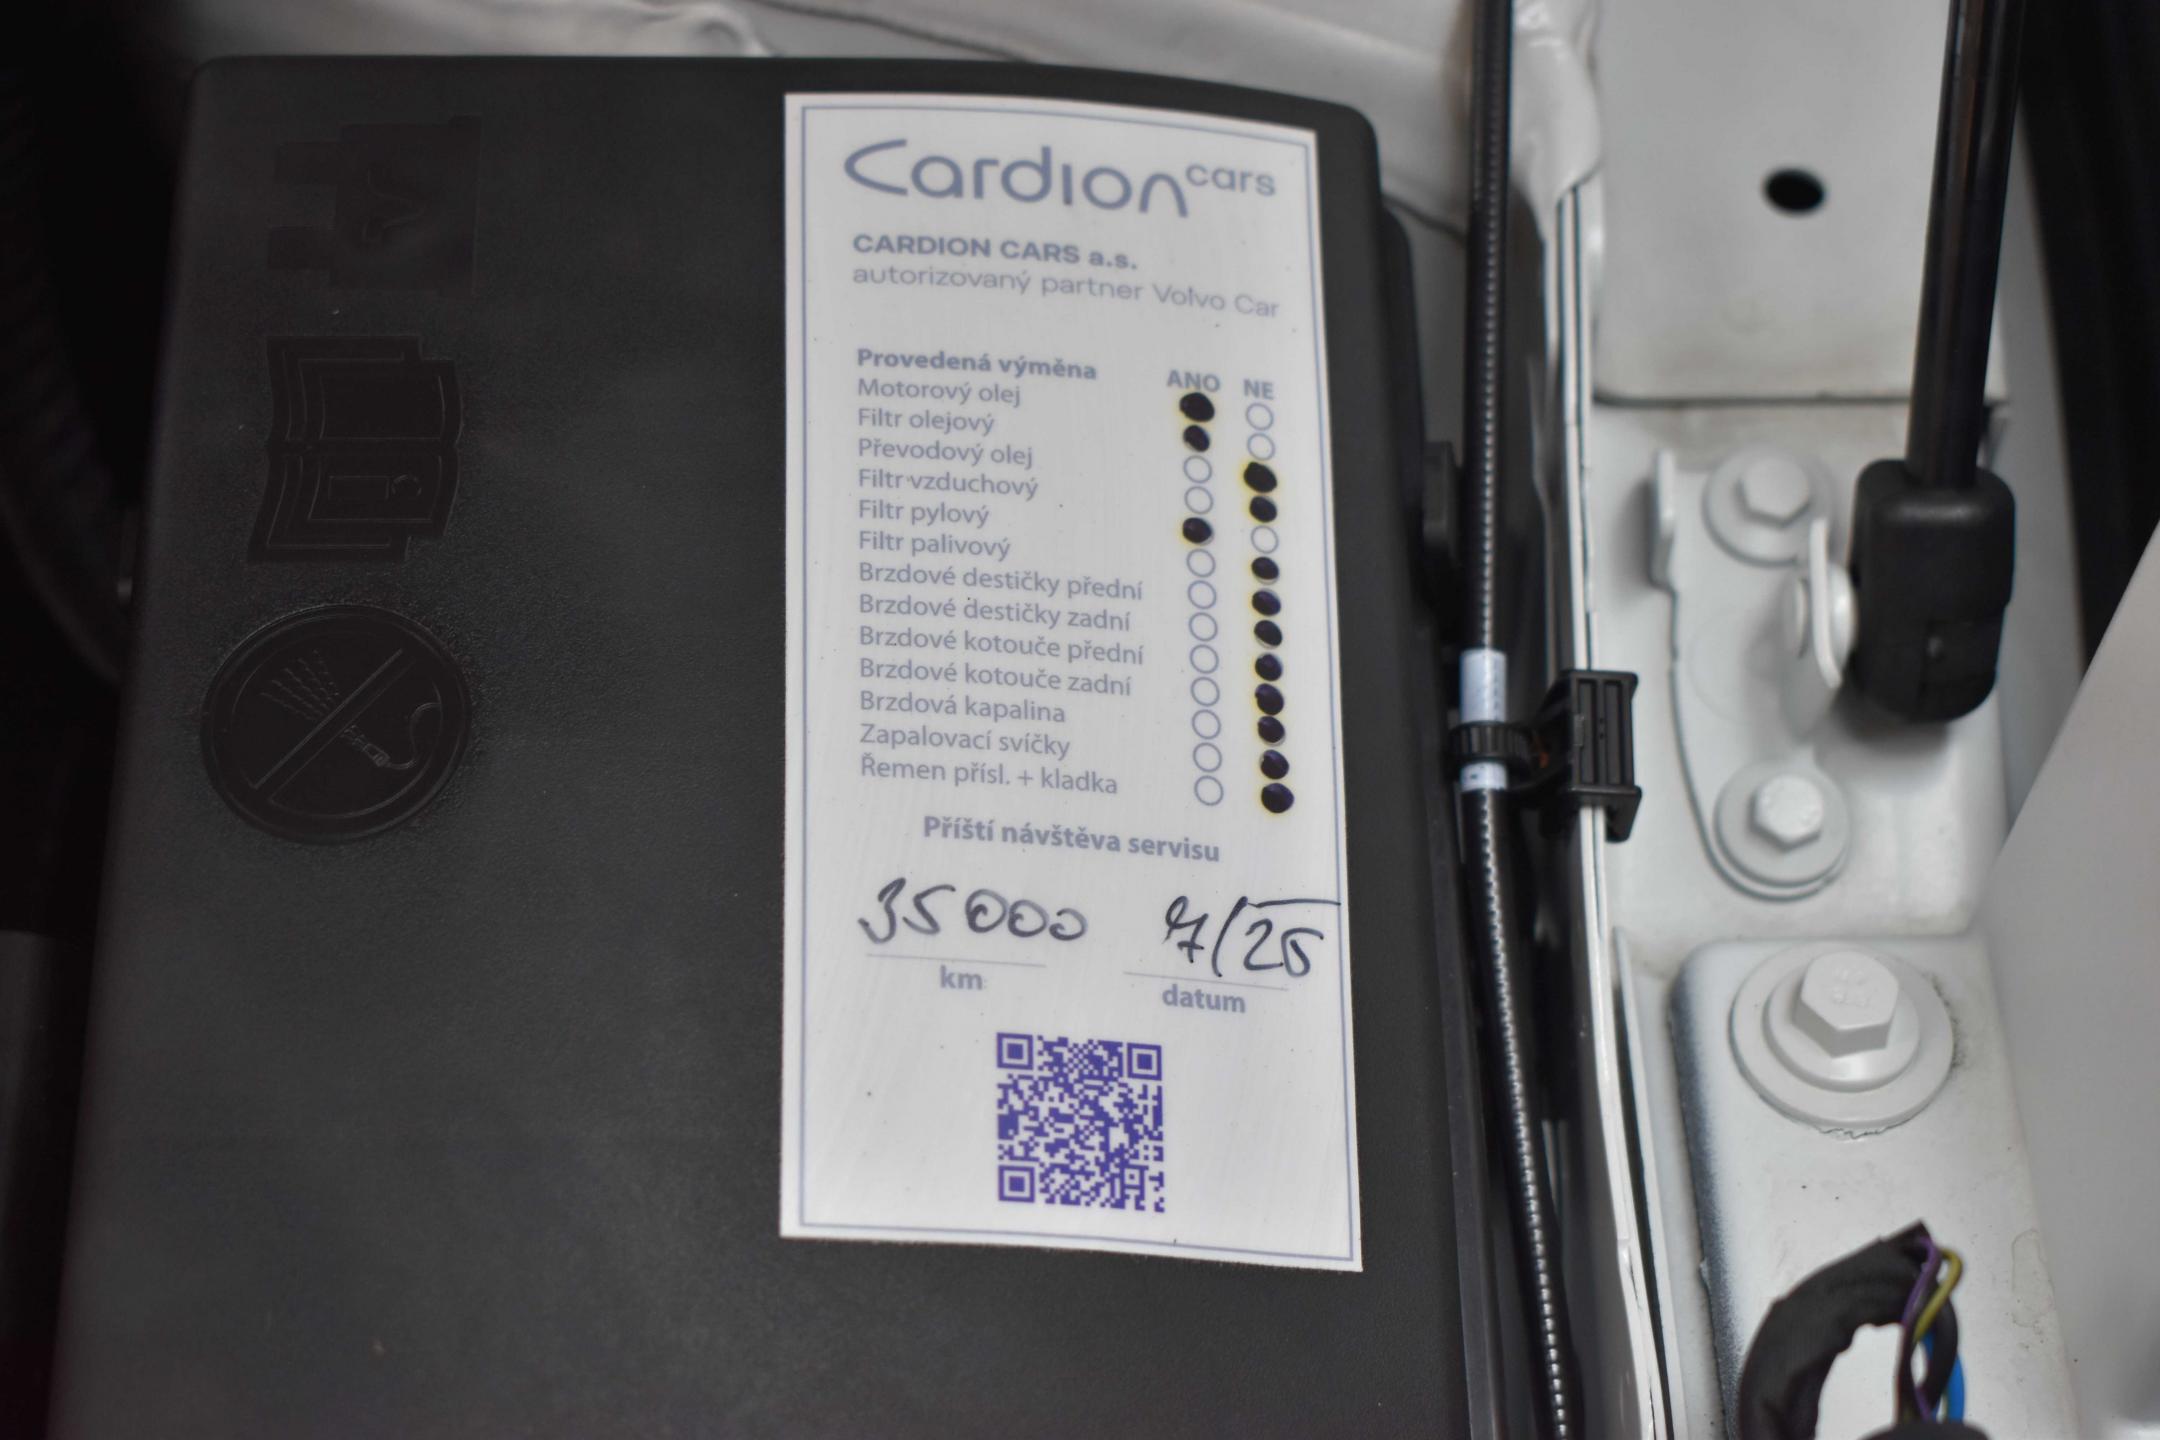 Cardion cars
CARDION CARS a.s.
autorizovaný partner Volvo Car
Provedená výměna ANO NE
Motorový olej
Filtr olejový
Převodový olej
Filtr vzduchový
Filtr pylový
Filtr palivový
Brzdové destičky přední
Brzdové destičky zadní
Brzdové kotouče přední
Brzdové kotouče zadní
Brzdová kapalina
Zapalovací svíčky
Řemen přísl. + kladka
Příští návštěva servisu
35 000 7/25
km datum